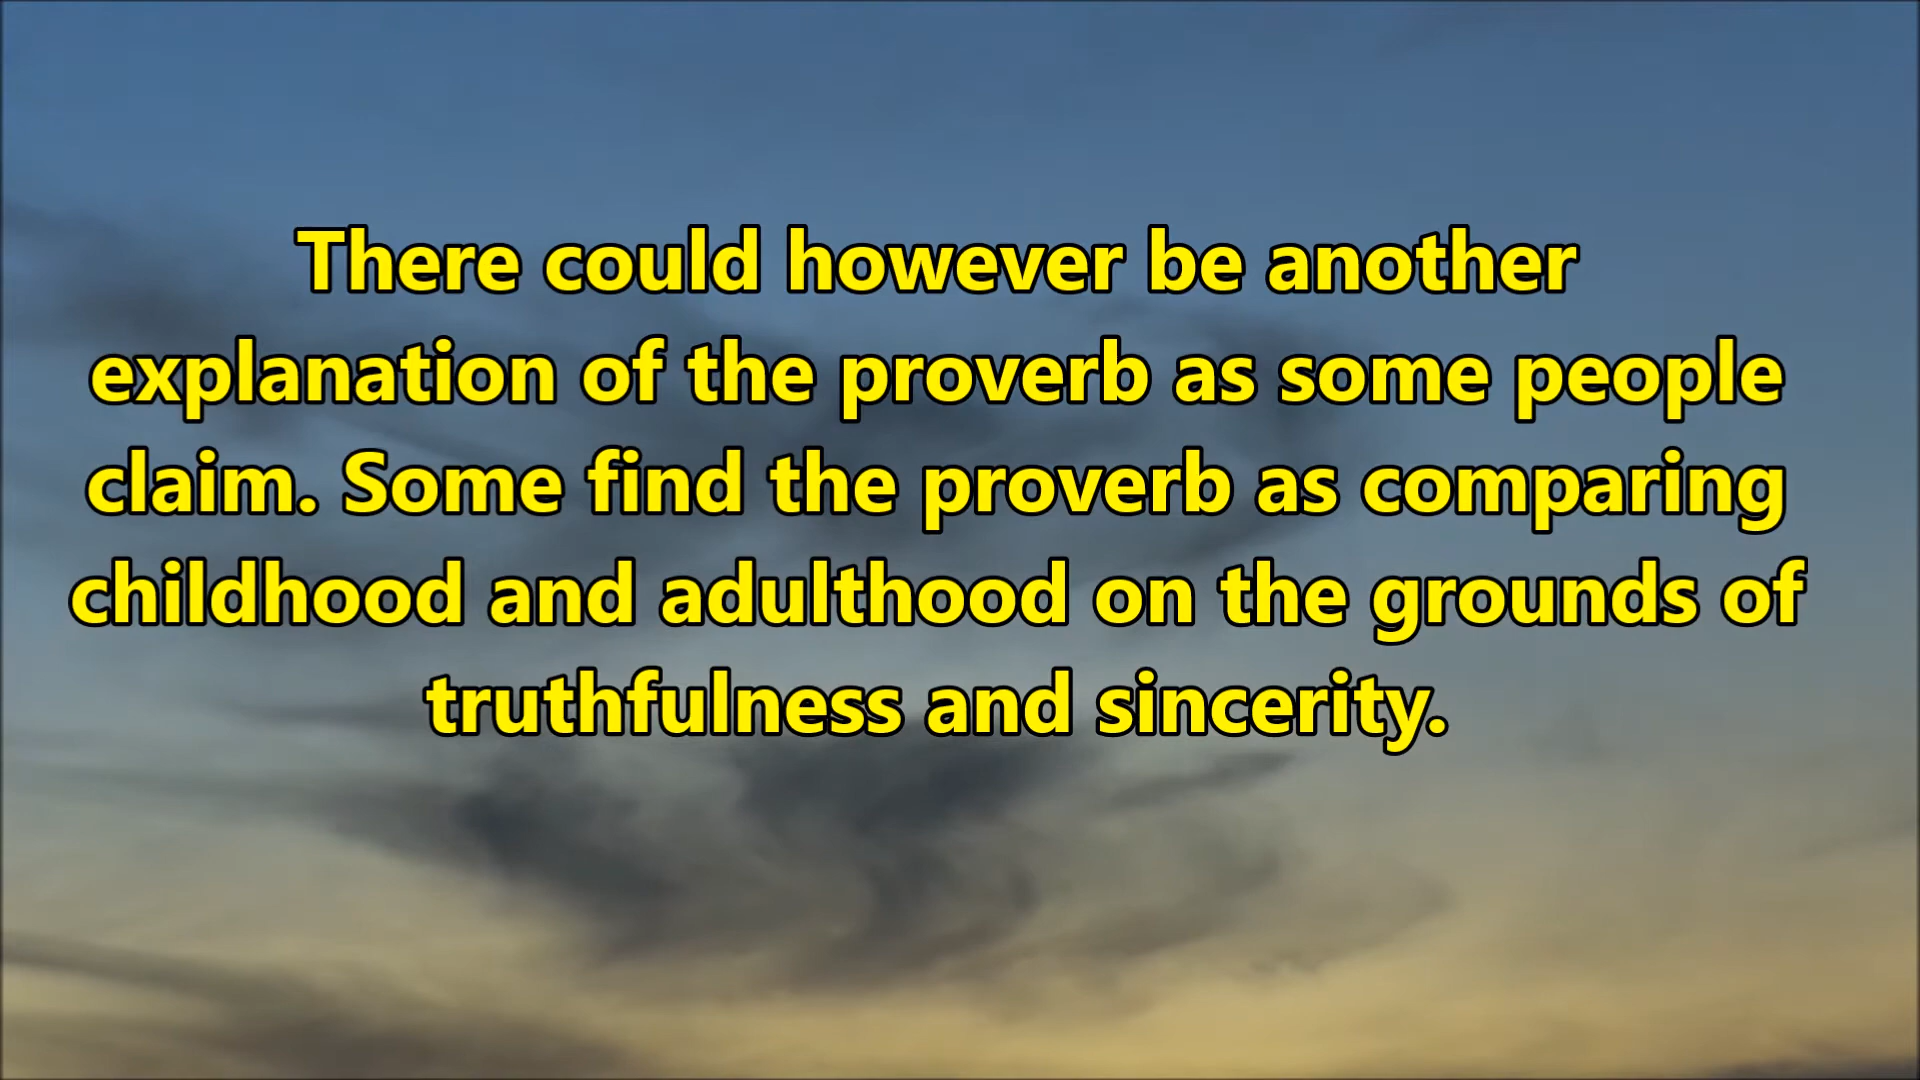 There could however be another
explanation of the proverb as some people
claim. Some find the proverb as comparing
childhood and adulthood on the grounds of
truthfulness and sincerity.